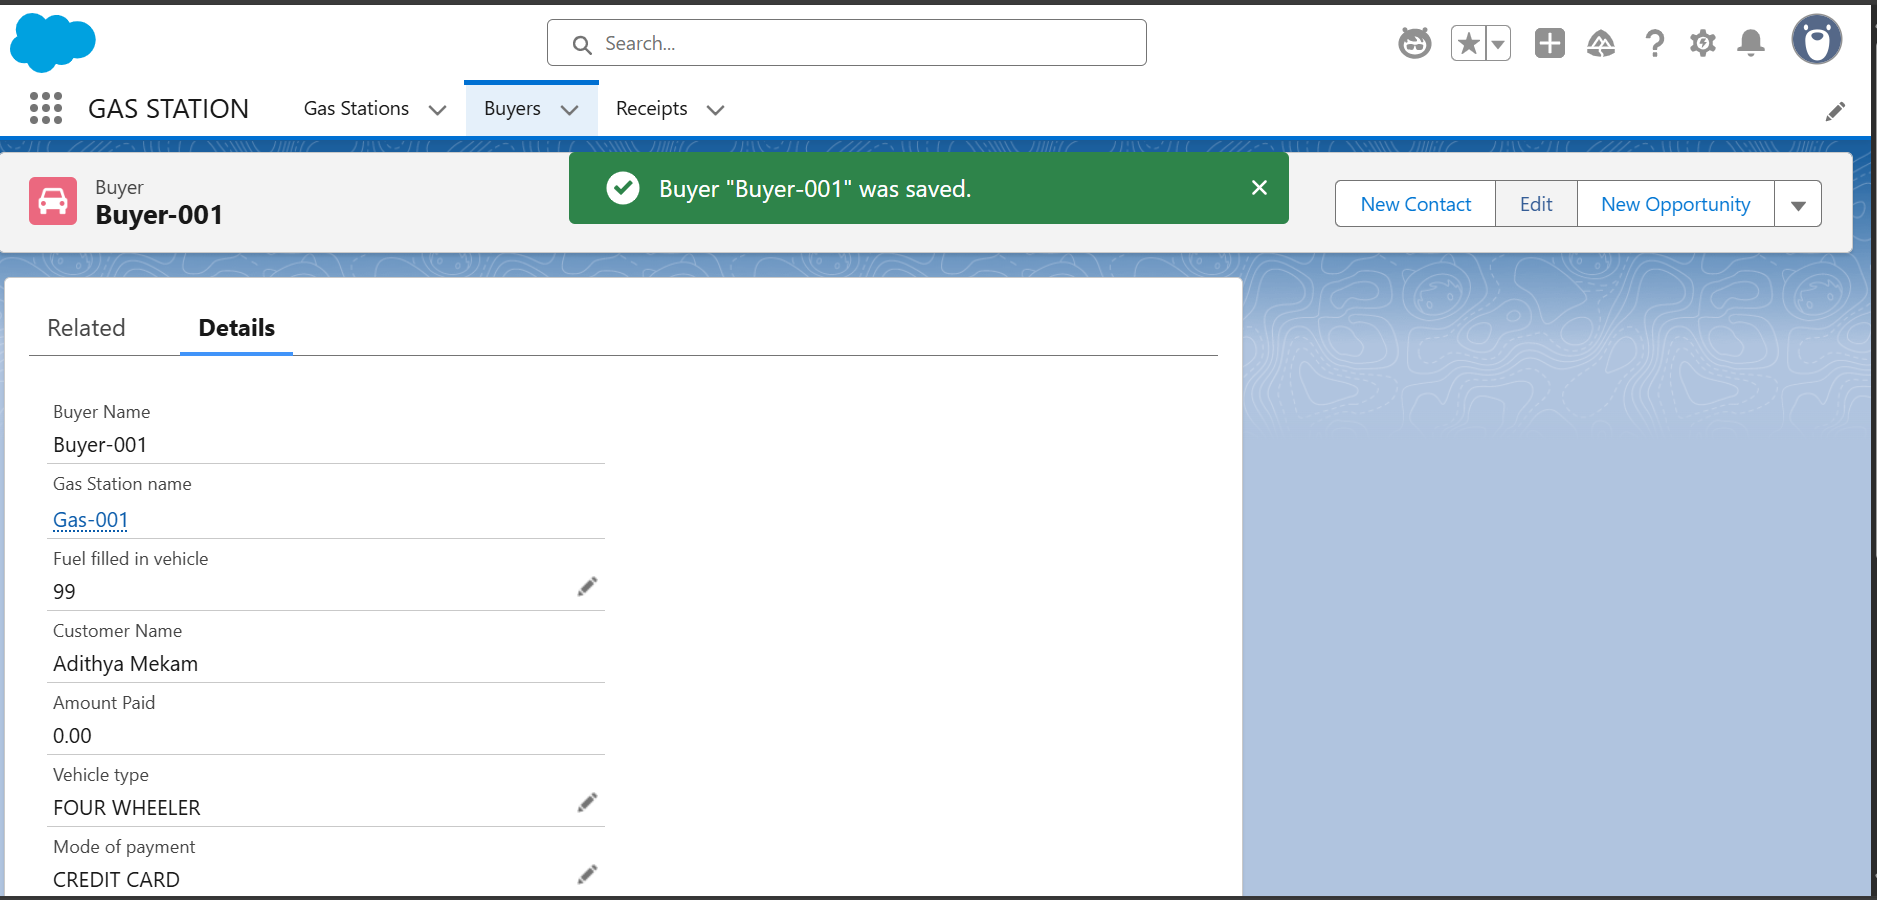 Search...
GAS STATION Gas Stations Buyers Receipts
Buyer
Buyer-001
Buyer "Buyer-001" was saved.
New Contact Edit New Opportunity
Related Details
Buyer Name
Buyer-001
Gas Station name
Gas-001
Fuel filled in vehicle
99
Customer Name
Adithya Mekam
Amount Paid
0.00
Vehicle type
FOUR WHEELER
Mode of payment
CREDIT CARD